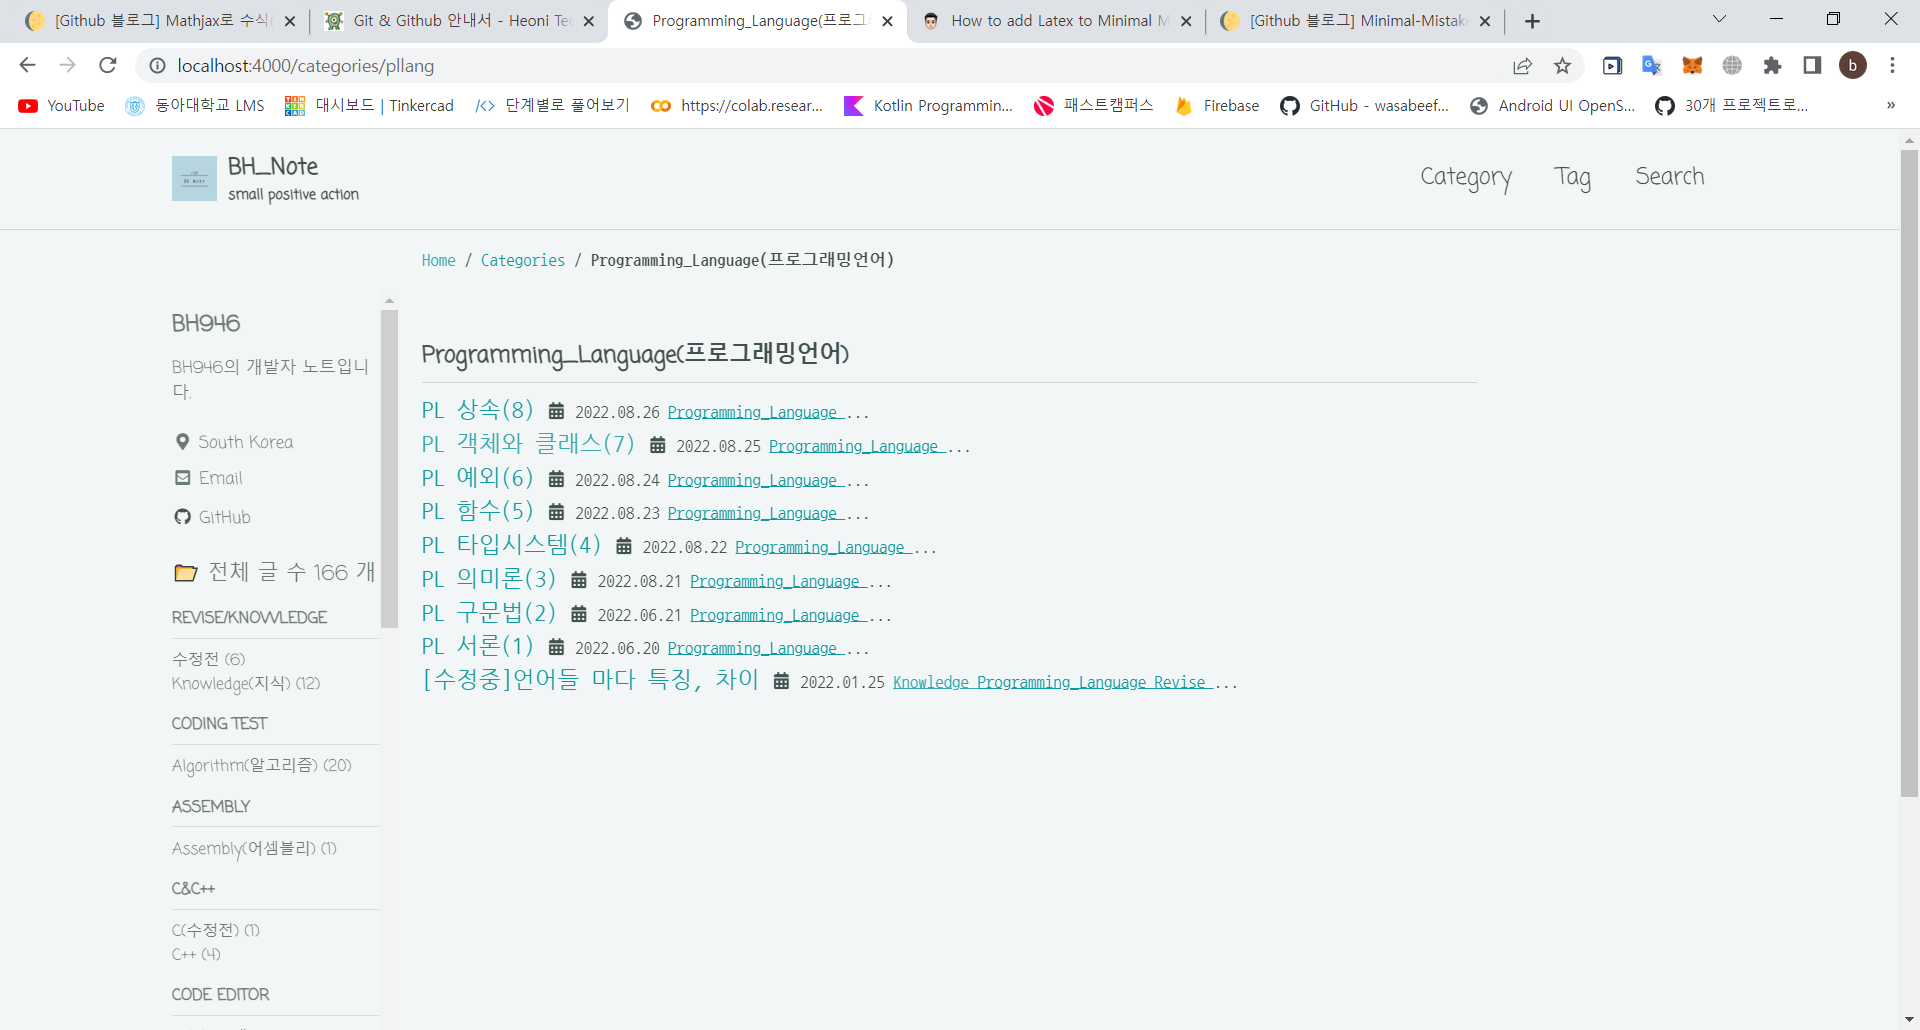 [Github 블로그] Mathjax로 수식
Git & Github 안내서 - Heoni Tec
Programming_Language(프로그래
How to add Latex to Minimal M
[Github 블로그] Minimal-Mistak
localhost:4000/categories/pllang
b
YouTube
동아대학교 LMS
대시보드 | Tinkercad
단계별로 풀어보기
https://colab.resear...
Kotlin Programmin...
패스트캠퍼스
Firebase
GitHub - wasabeef...
Android UI OpenS...
30개 프로젝트로...
»
BH_Note
small positive action
Category
Tag
Search
Home / Categories / Programming_Language(프로그래밍언어)
BH946
BH946의 개발자 노트입니
다.
South Korea
Email
GitHub
전체 글 수 166 개
REVISE/KNOWLEDGE
수정전 (6)
Knowledge(지식) (12)
CODING TEST
Algorithm(알고리즘) (20)
ASSEMBLY
Assembly(어셈블리) (1)
C&C++
C(수정전) (1)
C++ (4)
CODE EDITOR
Programming_Language(프로그래밍언어)
PL 상속(8) 2022.08.26 Programming_Language ...
PL 객체와 클래스(7) 2022.08.25 Programming_Language ...
PL 예외(6) 2022.08.24 Programming_Language ...
PL 함수(5) 2022.08.23 Programming_Language ...
PL 타입시스템(4) 2022.08.22 Programming_Language ...
PL 의미론(3) 2022.08.21 Programming_Language ...
PL 구문법(2) 2022.06.21 Programming_Language ...
PL 서론(1) 2022.06.20 Programming_Language ...
[수정중]언어들 마다 특징, 차이 2022.01.25 Knowledge Programming_Language Revise ...